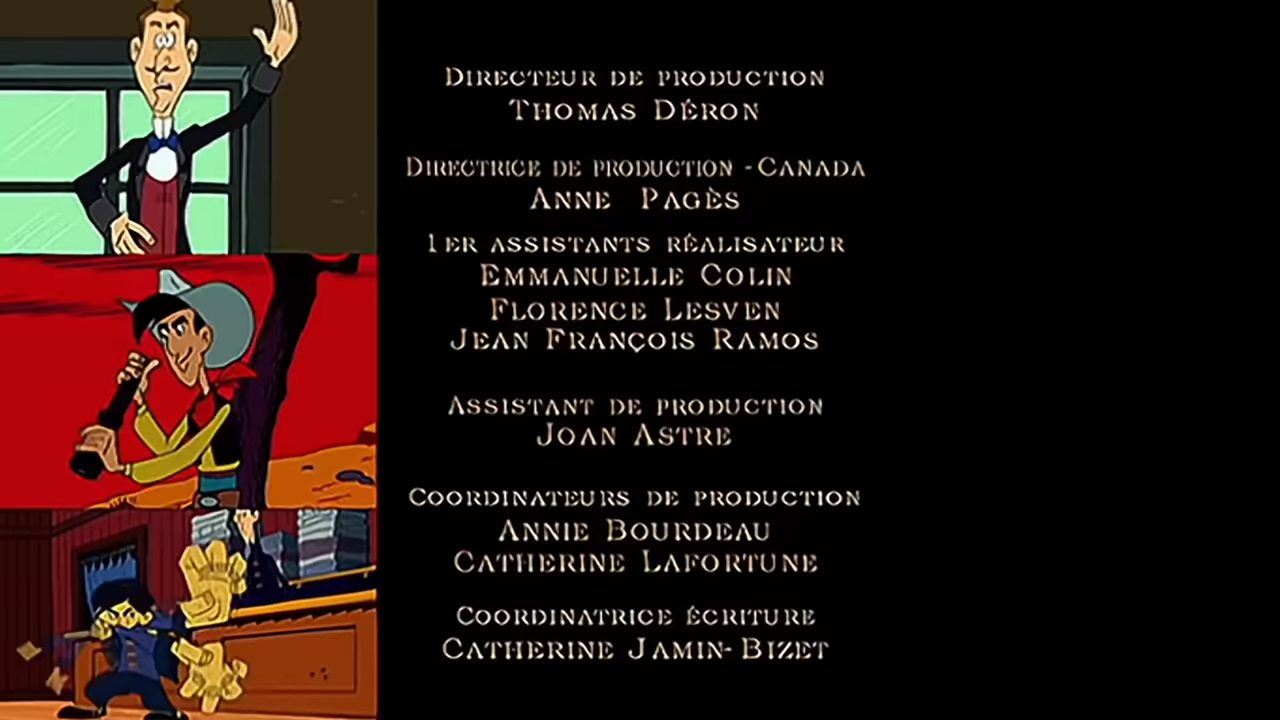 Directeur de production
Thomas Déron
Directrice de production - Canada
Anne Pagès
1er assistants réalisateur
Emmanuelle Colin
Florence Lesven
Jean François Ramos
Assistant de production
Joan Astre
Coordinateurs de production
Annie Bourdeau
Catherine Lafortune
Coordinatrice écriture
Catherine Jamin-Bizet